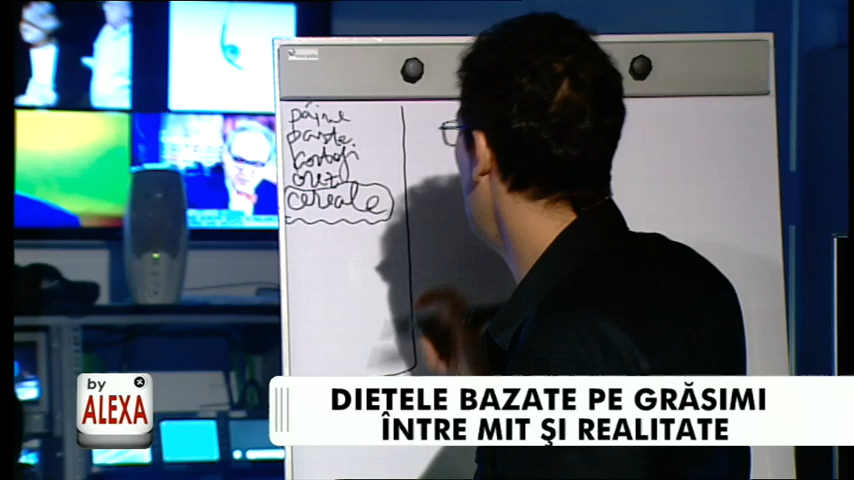 pâine
paste
cartofi
orez
cereale
by
ALEXA
DIETELE BAZATE PE GRĂSIMI
ÎNTRE MIT ŞI REALITATE